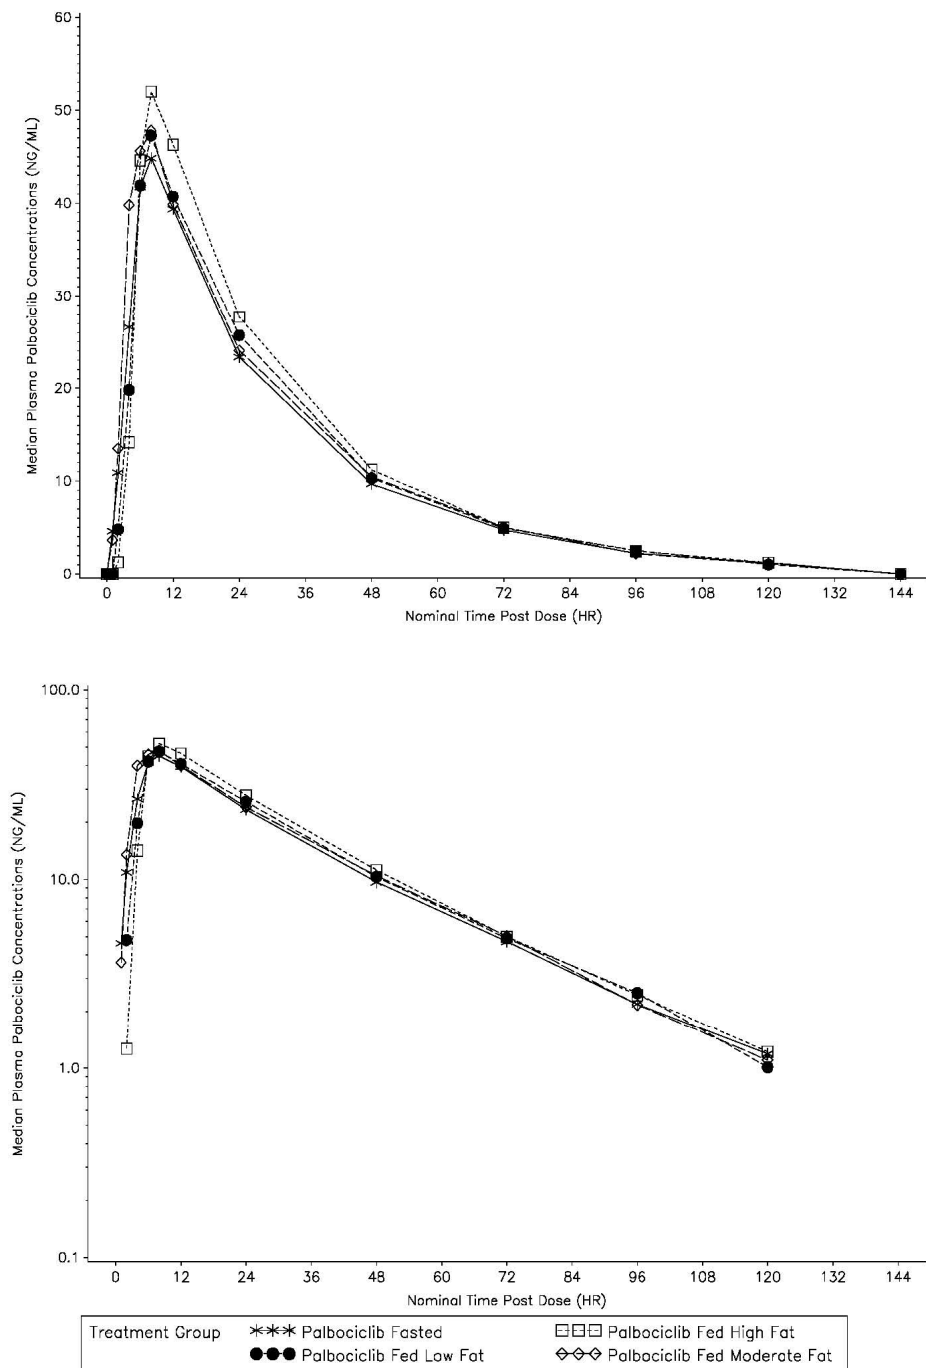 60
50
40
30
20
10
0
Median Plasma Palbociclib Concentrations (NG/ML)
0 12 24 36 48 60 72 84 96 108 120 132 144
Nominal Time Post Dose (HR)
100.0
10.0
1.0
0.1
Median Plasma Palbociclib Concentrations (NG/ML)
0 12 24 36 48 60 72 84 96 108 120 132 144
Nominal Time Post Dose (HR)
Treatment Group Palbociclib Fasted Palbociclib Fed High Fat
Palbociclib Fed Low Fat Palbociclib Fed Moderate Fat